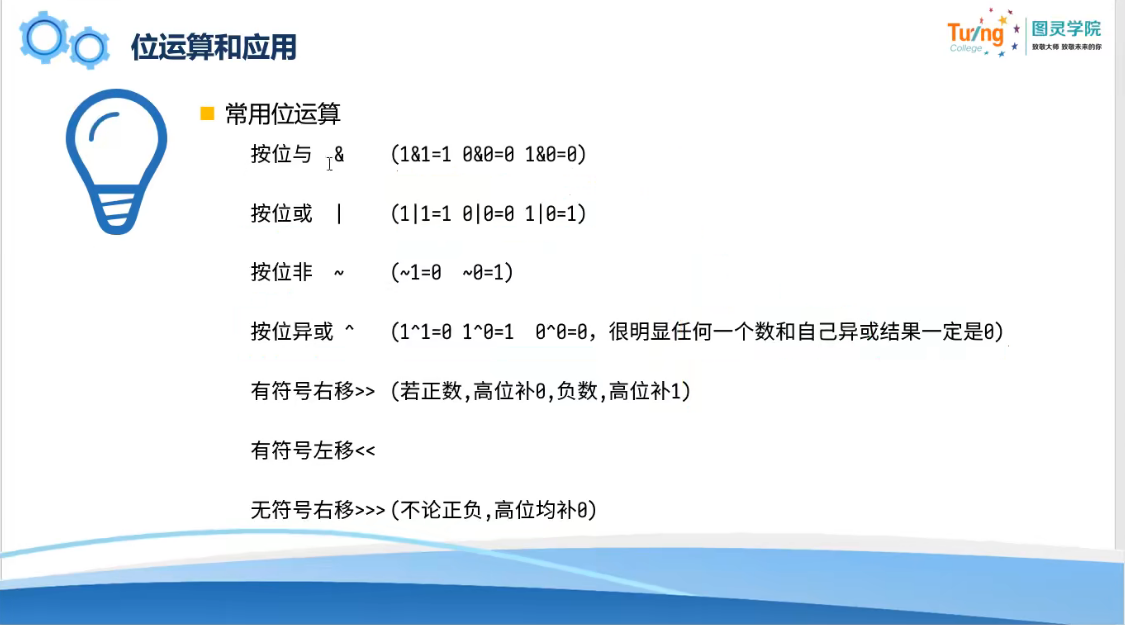 位运算和应用
Turing
College
图灵学院
致敬大师 致敬未来的你
常用位运算
按位与 & (1&1=1 0&0=0 1&0=0)
按位或 | (1|1=1 0|0=0 1|0=1)
按位非 ~ (~1=0 ~0=1)
按位异或 ^ (1^1=0 1^0=1 0^0=0，很明显任何一个数和自己异或结果一定是0)
有符号右移>> (若正数,高位补0,负数,高位补1)
有符号左移<<
无符号右移>>>(不论正负,高位均补0)